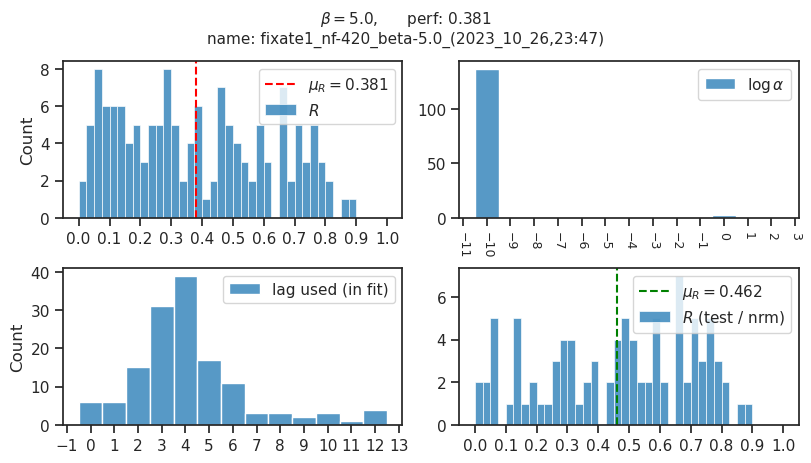 β = 5.0, perf: 0.381
name: fixate1_nf-420_beta-5.0_(2023_10_26,23:47)
Count
8
6
4
2
0
0.0 0.1 0.2 0.3 0.4 0.5 0.6 0.7 0.8 0.9 1.0
μR = 0.381
R
100
50
0
−11 −10 −9 −8 −7 −6 −5 −4 −3 −2 −1 0 1 2 3
log α
Count
40
30
20
10
0
−1 0 1 2 3 4 5 6 7 8 9 10 11 12 13
lag used (in fit)
6
4
2
0
0.0 0.1 0.2 0.3 0.4 0.5 0.6 0.7 0.8 0.9 1.0
μR = 0.462
R (test / nrm)